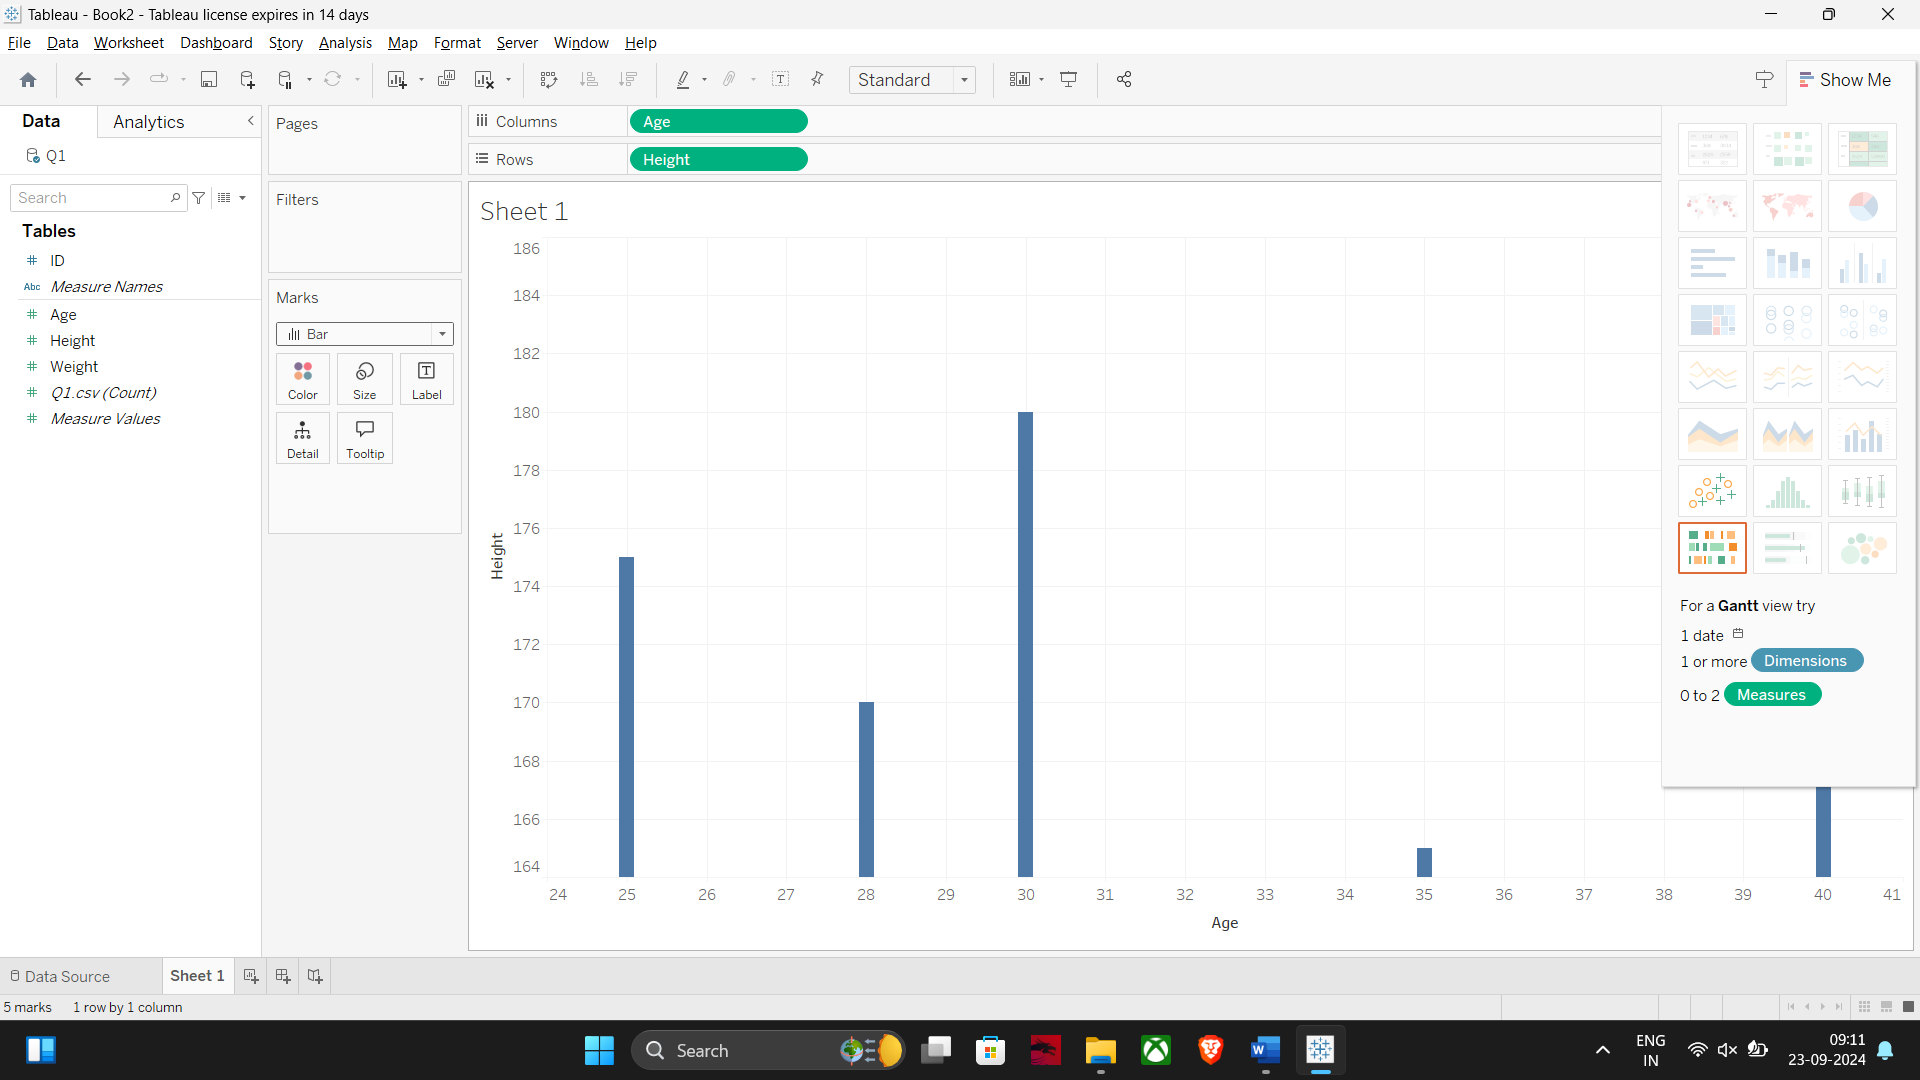 Tableau - Book2 - Tableau license expires in 14 days
File Data Worksheet Dashboard Story Analysis Map Format Server Window Help
Standard
Show Me
Data Analytics
Q1
Search
Tables
ID
Abc Measure Names
Age
Height
Weight
Q1.csv (Count)
Measure Values
Pages
Filters
Marks
Bar
Color Size Label
Detail Tooltip
Columns Age
Rows Height
Sheet 1
186
184
182
180
178
176
174
172
170
168
166
164
Height
24 25 26 27 28 29 30 31 32 33 34 35 36 37 38 39 40 41
Age
For a Gantt view try
1 date
1 or more Dimensions
0 to 2 Measures
Data Source Sheet 1
5 marks 1 row by 1 column
Search
ENG
IN
09:11
23-09-2024